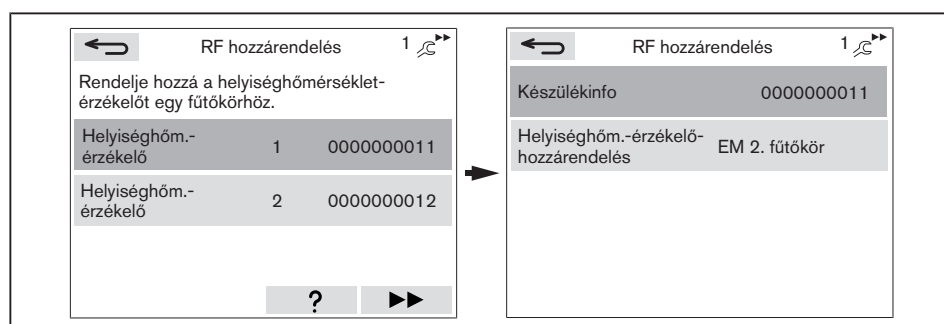 RF hozzárendelés 1
Rendelje hozzá a helyiséghőmérséklet-
érzékelőt egy fűtőkörhöz.
Helyiséghőm.-
érzékelő 1 0000000011
Helyiséghőm.-
érzékelő 2 0000000012
?
RF hozzárendelés 1
Készülékinfo 0000000011
Helyiséghőm.-érzékelő-
hozzárendelés EM 2. fűtőkör